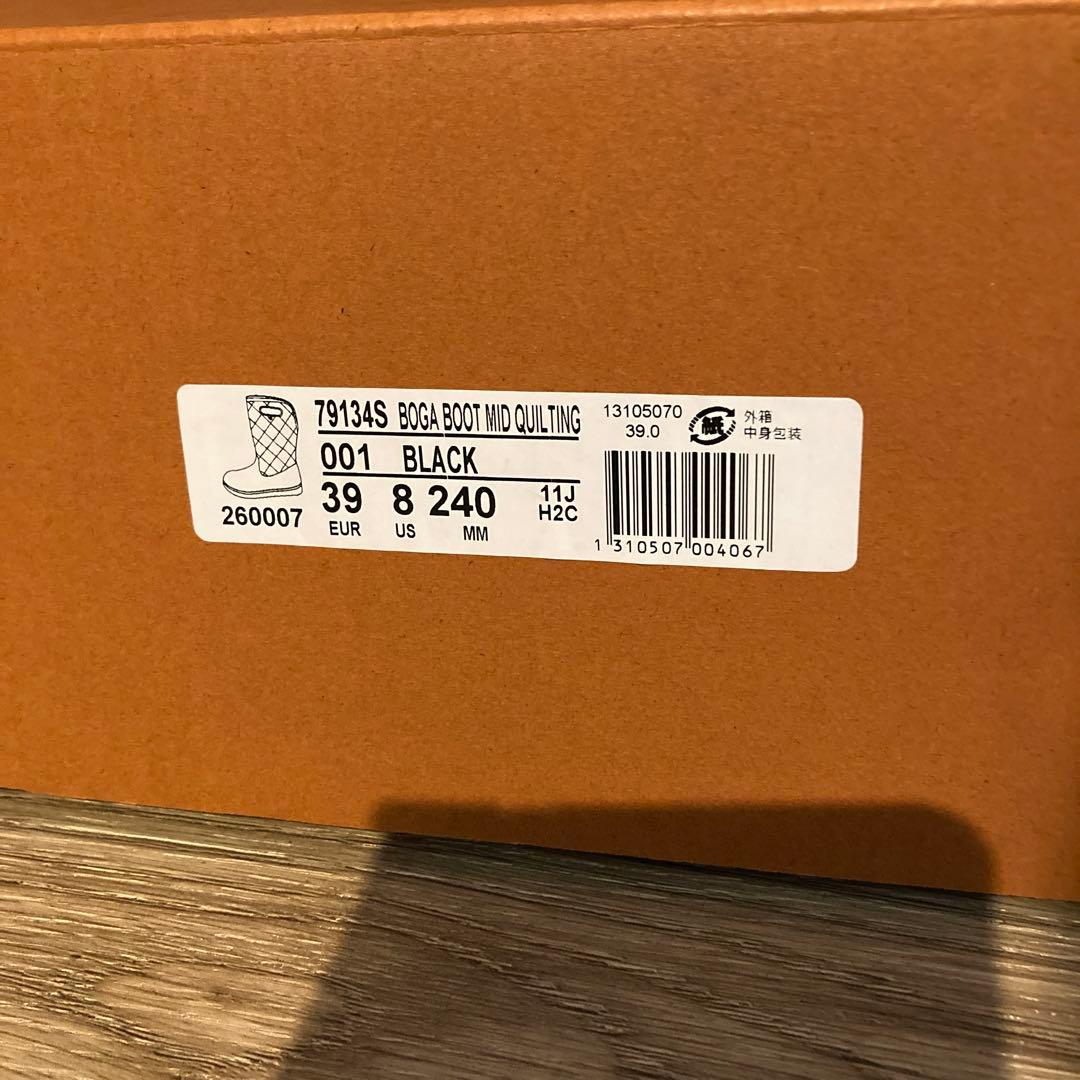 79134S BOGA BOOT MID QUILTING
001 BLACK
39 8 240
EUR US MM
11J
H2C
260007
13105070
39.0
紙
外箱
中身包装
1 310507 004067